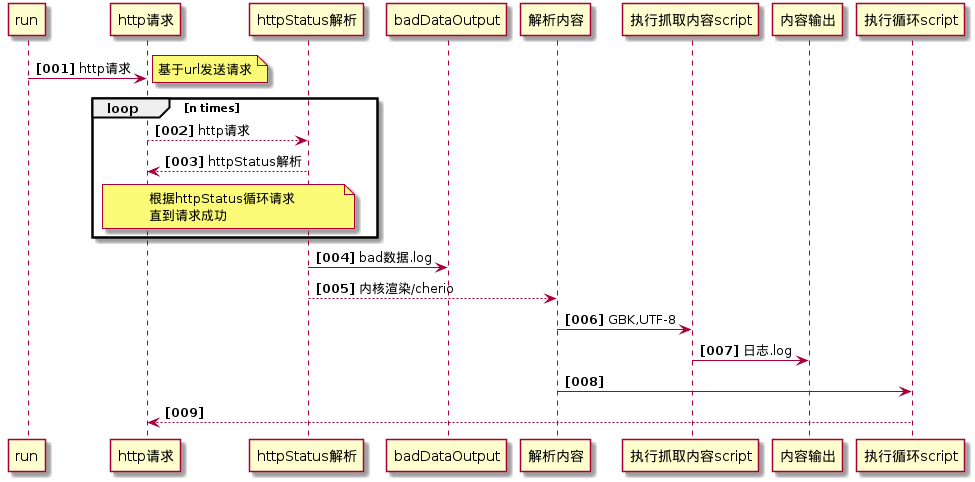 run
http请求
httpStatus解析
badDataOutput
解析内容
执行抓取内容script
内容输出
执行循环script
[001] http请求
基于url发送请求
loop
[n times]
[002] http请求
[003] httpStatus解析
根据httpStatus循环请求
直到请求成功
[004] bad数据.log
[005] 内核渲染/cherio
[006] GBK,UTF-8
[007] 日志.log
[008]
[009]
run
http请求
httpStatus解析
badDataOutput
解析内容
执行抓取内容script
内容输出
执行循环script